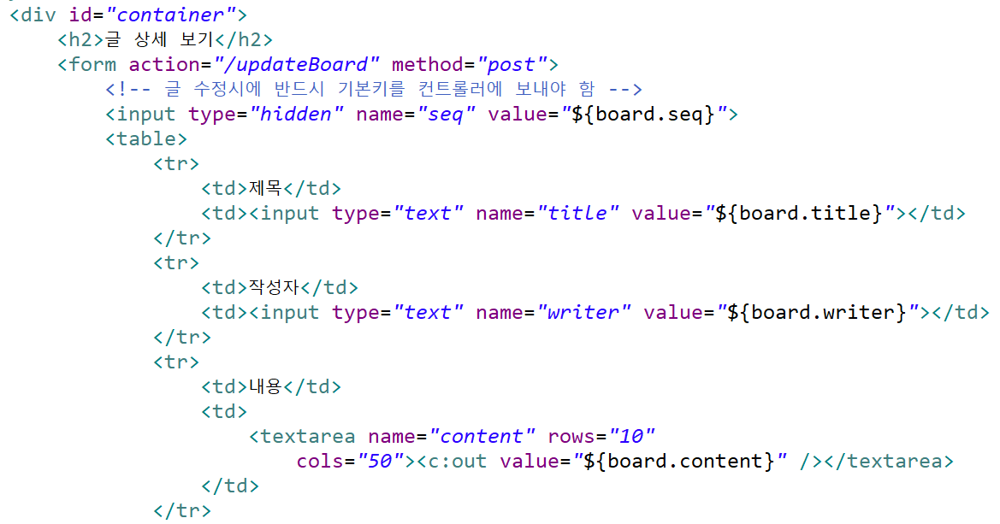 <div id="container">
<h2>글 상세 보기</h2>
<form action="/updateBoard" method="post">
<!-- 글 수정시에 반드시 기본키를 컨트롤러에 보내야 함 -->
<input type="hidden" name="seq" value="${board.seq}">
<table>
<tr>
<td>제목</td>
<td><input type="text" name="title" value="${board.title}"></td>
</tr>
<tr>
<td>작성자</td>
<td><input type="text" name="writer" value="${board.writer}"></td>
</tr>
<tr>
<td>내용</td>
<td>
<textarea name="content" rows="10"
cols="50"><c:out value="${board.content}" /></textarea>
</td>
</tr>